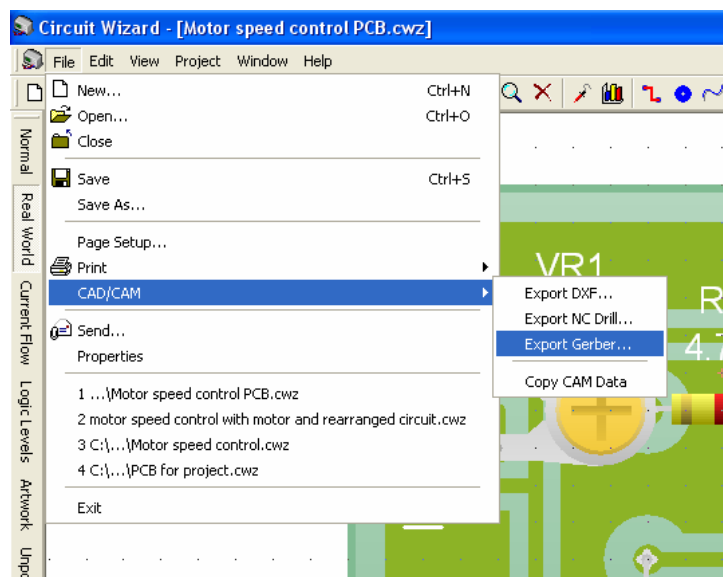 Circuit Wizard - [Motor speed control PCB.cwz]
File Edit View Project Window Help
New... Ctrl+N
Open... Ctrl+O
Close
Save Ctrl+S
Save As...
Page Setup...
Print
CAD/CAM
Send...
Properties
1 ...\Motor speed control PCB.cwz
2 motor speed control with motor and rearranged circuit.cwz
3 C:\...\Motor speed control.cwz
4 C:\...\PCB for project.cwz
Exit
Export DXF...
Export NC Drill...
Export Gerber...
Copy CAM Data
Normal
Real World
Current Flow
Logic Levels
Artwork
VR1
R
4.7